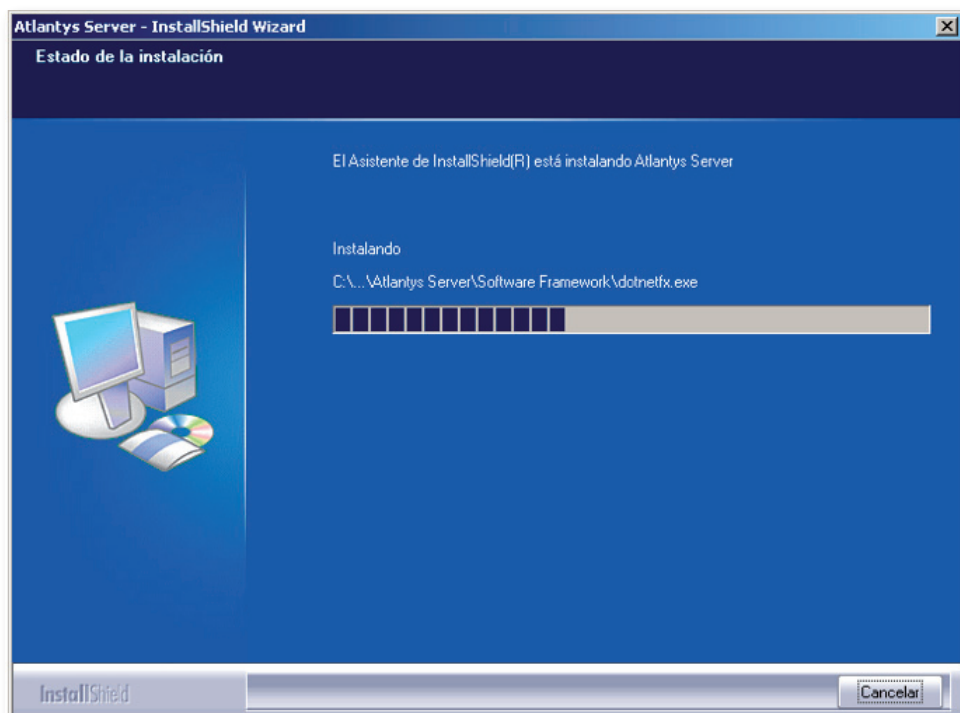 Atlantys Server - InstallShield Wizard
Estado de la instalación
El Asistente de InstallShield(R) está instalando Atlantys Server
Instalando
C:\...\Atlantys Server\Software Framework\dotnetfx.exe
InstallShield
Cancelar